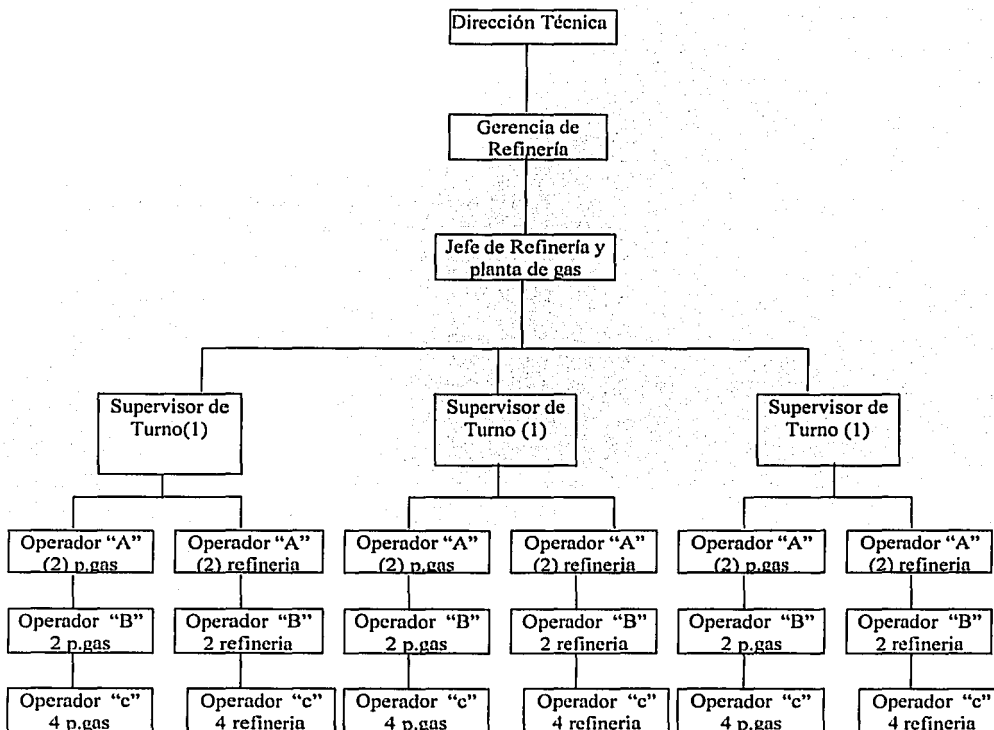 Dirección Técnica
Gerencia de
Refinería
Jefe de Refinería y
planta de gas
Supervisor de
Turno(1)
Supervisor de
Turno (1)
Supervisor de
Turno (1)
Operador “A”
(2) p.gas
Operador “A”
(2) refineria
Operador “A”
(2) p.gas
Operador “A”
(2) refineria
Operador “A”
(2) p.gas
Operador “A”
(2) refineria
Operador “B”
2 p.gas
Operador “B”
2 refineria
Operador “B”
2 p.gas
Operador “B”
2 refineria
Operador “B”
2 p.gas
Operador “B”
2 refineria
Operador “c”
4 p.gas
Operador “c”
4 refineria
Operador “c”
4 p.gas
Operador “c”
4 refineria
Operador “c”
4 p.gas
Operador “c”
4 refineria